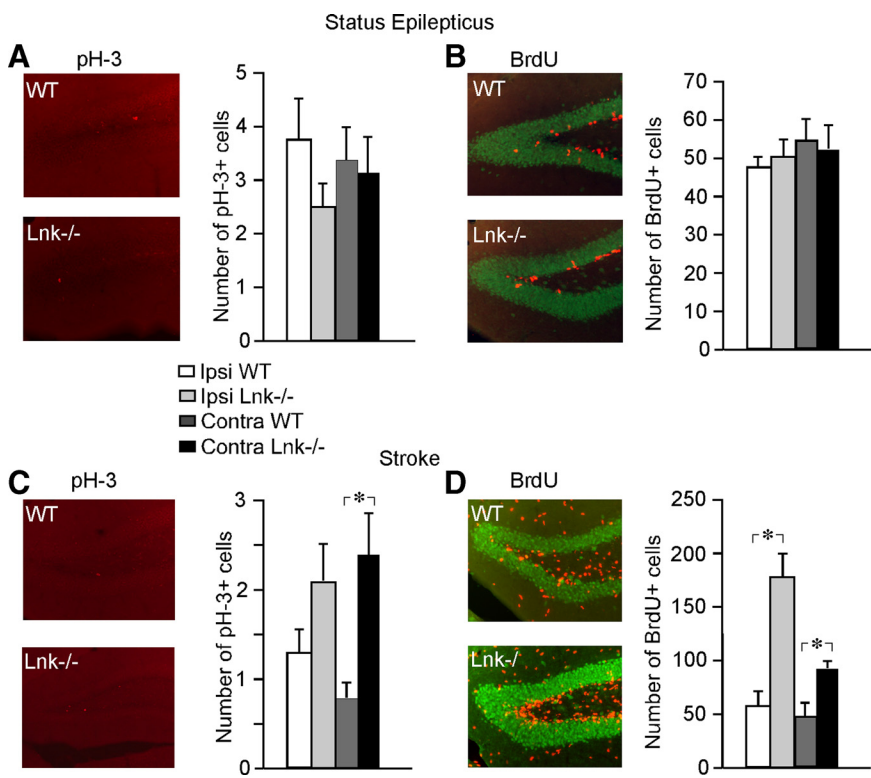 Status Epilepticus
A
pH-3
WT
Lnk-/-
Number of pH-3+ cells
5
4
3
2
1
0
B
BrdU
WT
Lnk-/-
Number of BrdU+ cells
70
60
50
40
30
20
10
0
Ipsi WT
Ipsi Lnk-/-
Contra WT
Contra Lnk-/-
Stroke
C
pH-3
WT
Lnk-/-
Number of pH-3+ cells
3
2
1
0
*
D
BrdU
WT
Lnk-/
Number of BrdU+ cells
250
200
150
100
50
0
*
*